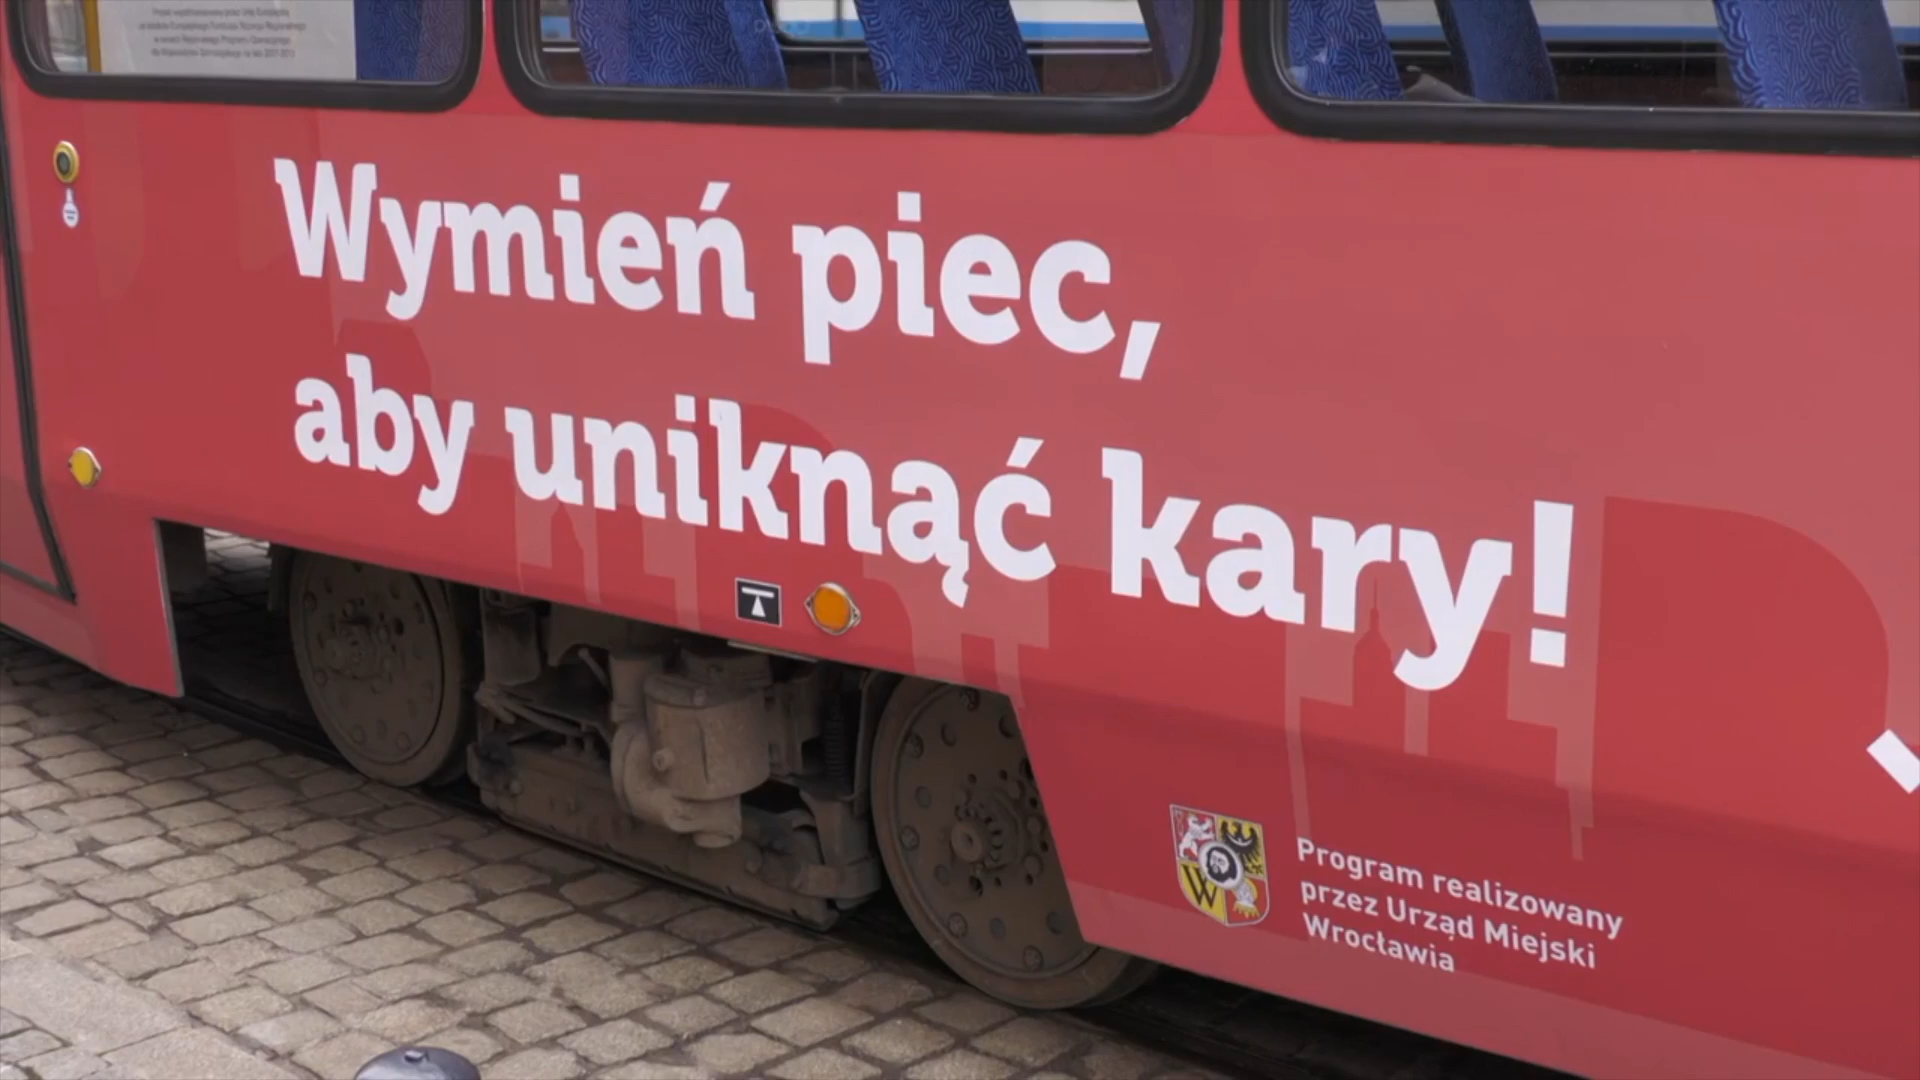 Wymień piec,
aby uniknąć kary!
W
Program realizowany
przez Urząd Miejski
Wrocławia